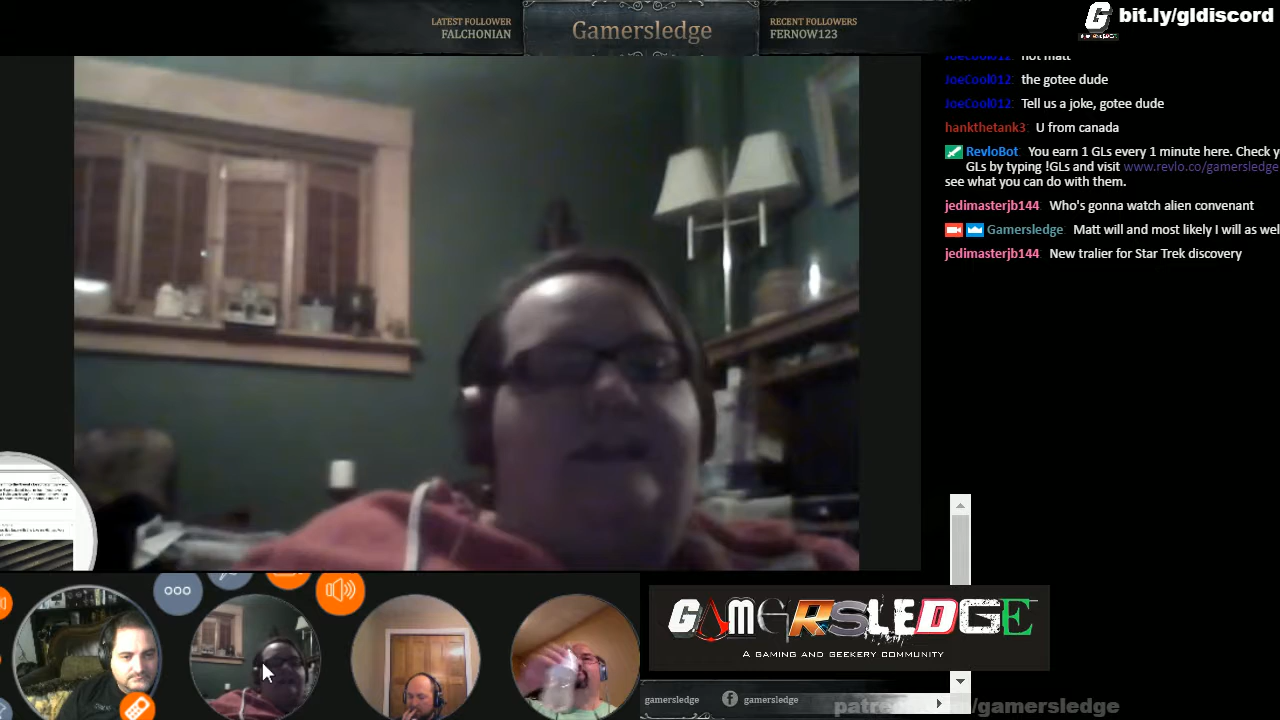 LATEST FOLLOWER
FALCHONIAN
Gamersledge
RECENT FOLLOWERS
FERNOW123
bit.ly/gldiscord
JoeCool012: not matt
JoeCool012: the gotee dude
JoeCool012: Tell us a joke, gotee dude
hankthetank3: U from canada
RevloBot: You earn 1 GLs every 1 minute here. Check y
GLs by typing !GLs and visit www.revlo.co/gamersledge
see what you can do with them.
jedimasterjb144: Who's gonna watch alien convenant
Gamersledge: Matt will and most likely I will as wel
jedimasterjb144: New tralier for Star Trek discovery
GAMERSLEDGE
A GAMING AND GEEKERY COMMUNITY
gamersledge
gamersledge
/gamersledge